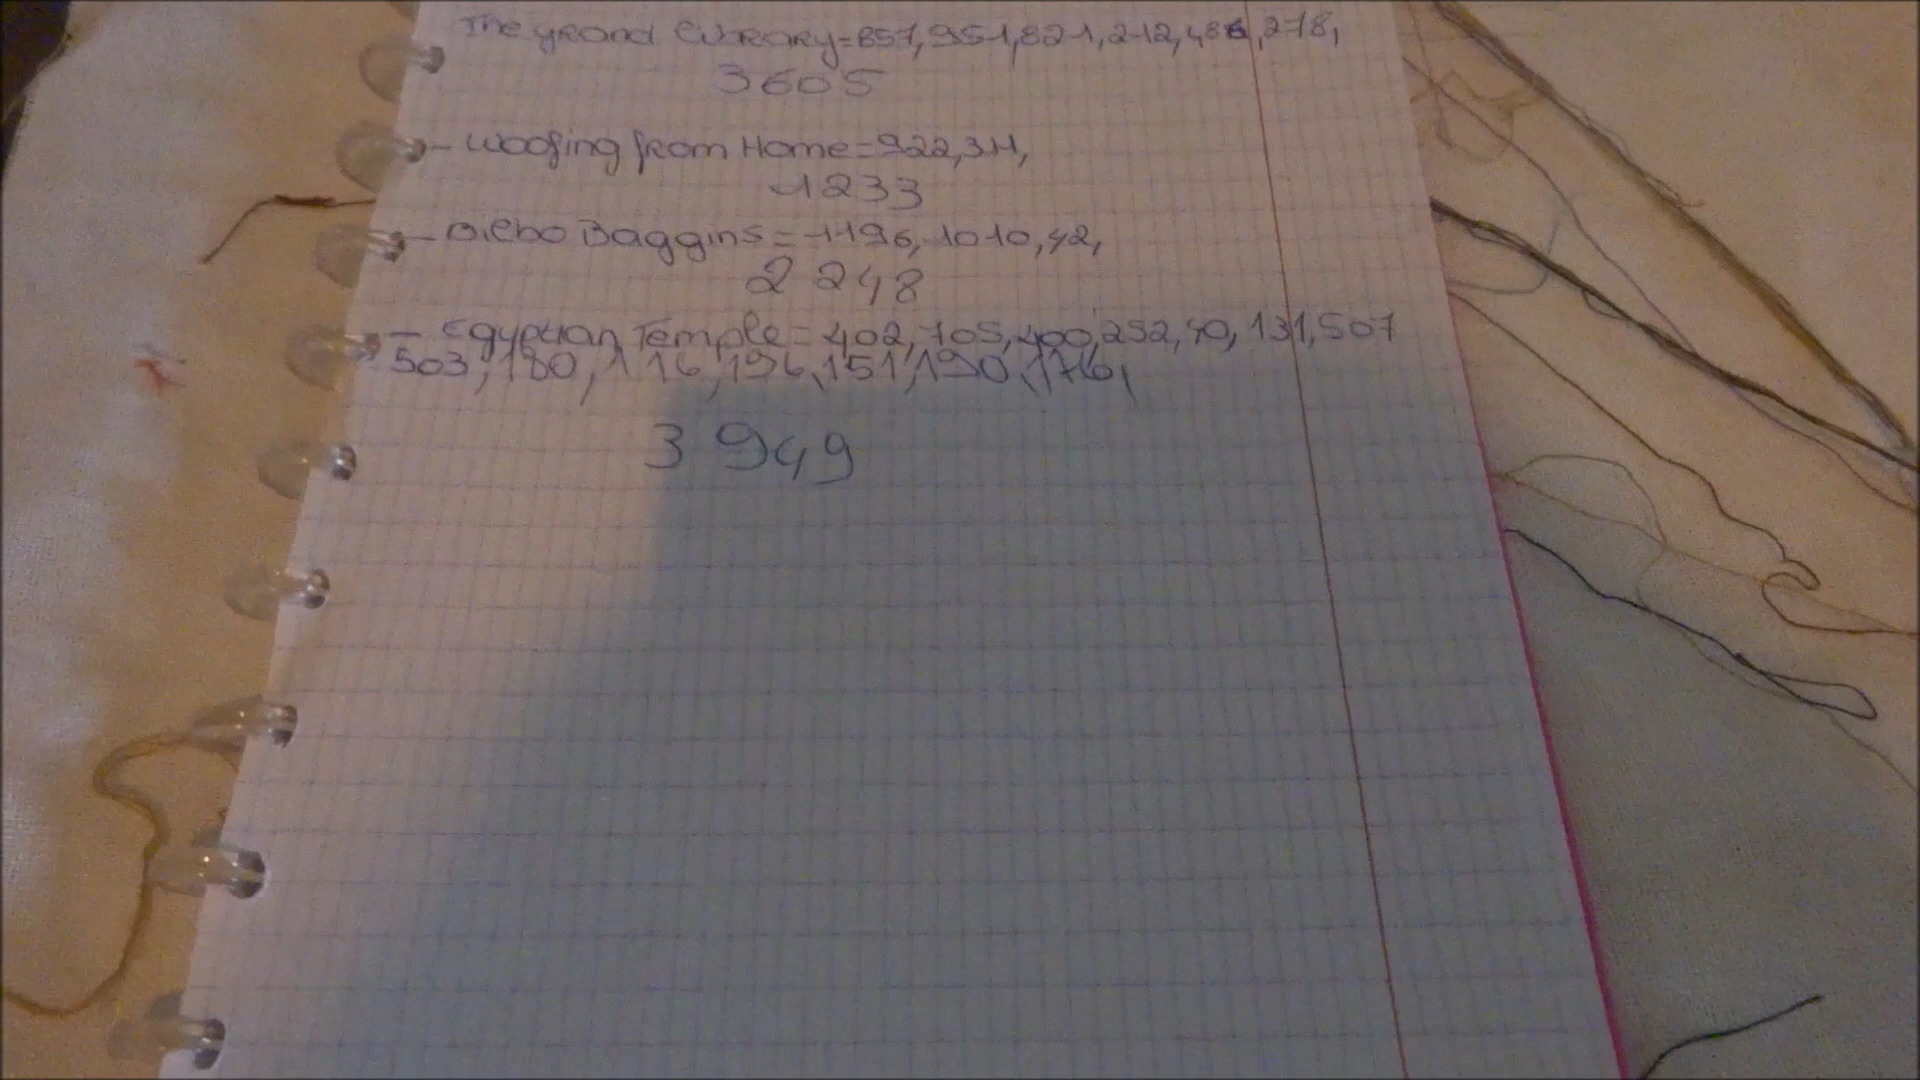 The grand Library=857,951,821,212,486,278,
3605
- Woofing from Home=922,311,
1233
- Bilbo Baggins=1196,1010,42,
2248
- Egyptian Temple=402,705,400,252,40,131,507
503,180,116,196,151,190,176,
3949